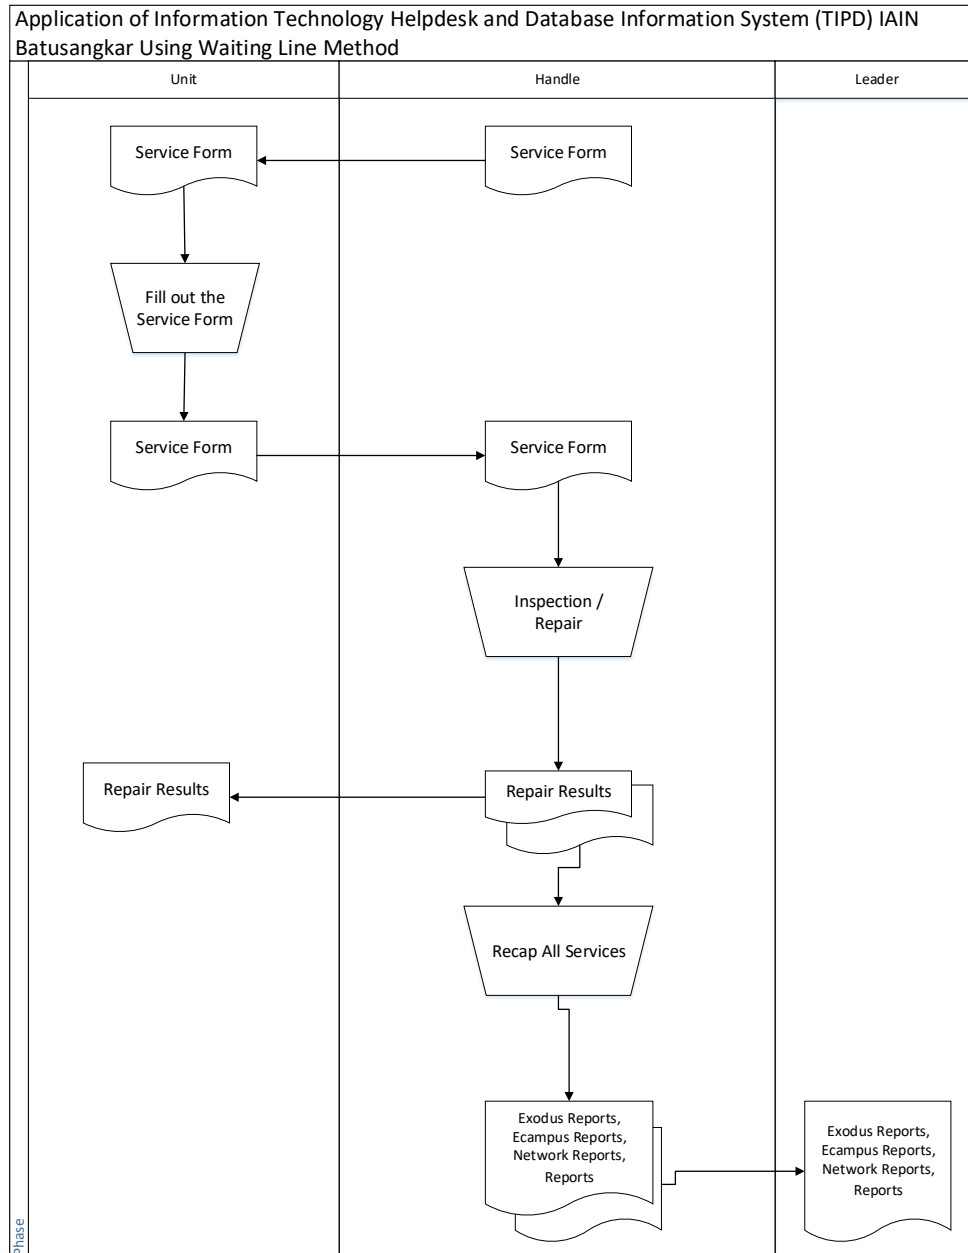 Application of Information Technology Helpdesk and Database Information System (TIPD) IAIN
Batusangkar Using Waiting Line Method
Unit
Handle
Leader
Service Form
Service Form
Fill out the
Service Form
Service Form
Service Form
Inspection /
Repair
Repair Results
Repair Results
Recap All Services
Exodus Reports,
Ecampus Reports,
Network Reports,
Reports
Exodus Reports,
Ecampus Reports,
Network Reports,
Reports
Phase